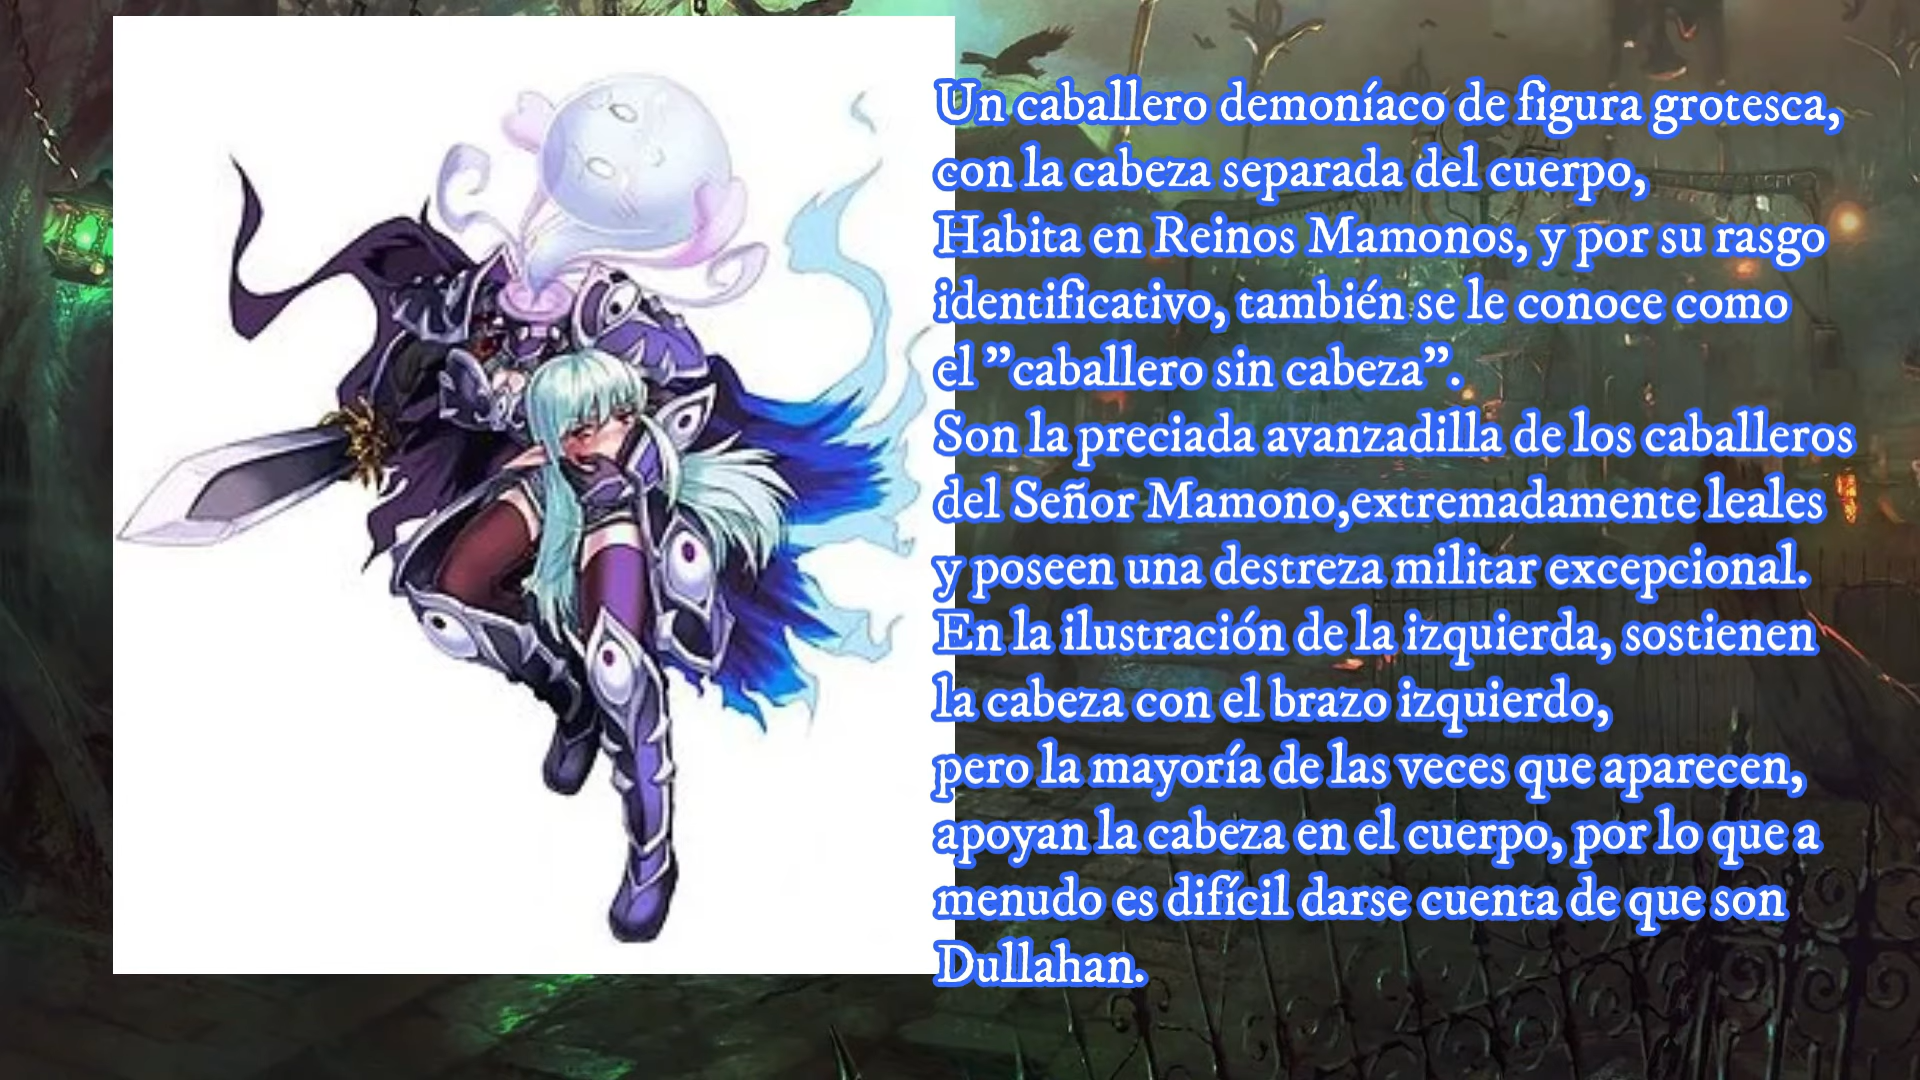 Un caballero demoníaco de figura grotesca,
con la cabeza separada del cuerpo,
Habita en Reinos Mamonos, y por su rasgo
identificativo, también se le conoce como
el "caballero sin cabeza".
Son la preciada avanzadilla de los caballeros
del Señor Mamono,extremadamente leales
y poseen una destreza militar excepcional.
En la ilustración de la izquierda, sostienen
la cabeza con el brazo izquierdo,
pero la mayoría de las veces que aparecen,
apoyan la cabeza en el cuerpo, por lo que a
menudo es difícil darse cuenta de que son
Dullahan.